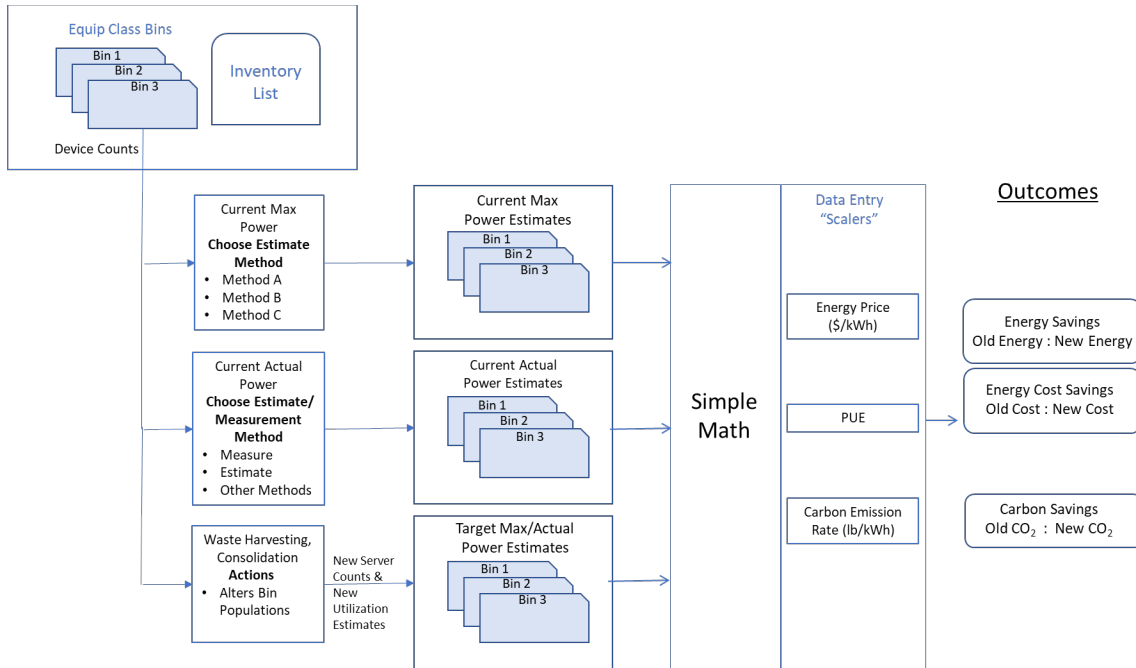 Equip Class Bins
Bin 1
Bin 2
Bin 3
Inventory
List
Device Counts
Current Max
Power
Choose Estimate
Method
• Method A
• Method B
• Method C
Current Max
Power Estimates
Bin 1
Bin 2
Bin 3
Current Actual
Power
Choose Estimate/
Measurement
Method
• Measure
• Estimate
• Other Methods
Current Actual
Power Estimates
Bin 1
Bin 2
Bin 3
Waste Harvesting,
Consolidation
Actions
• Alters Bin
Populations
New Server
Counts &
New
Utilization
Estimates
Target Max/Actual
Power Estimates
Bin 1
Bin 2
Bin 3
Simple
Math
Data Entry
“Scalers”
Energy Price
($/kWh)
PUE
Carbon Emission
Rate (lb/kWh)
Outcomes
Energy Savings
Old Energy : New Energy
Energy Cost Savings
Old Cost : New Cost
Carbon Savings
Old CO₂ : New CO₂